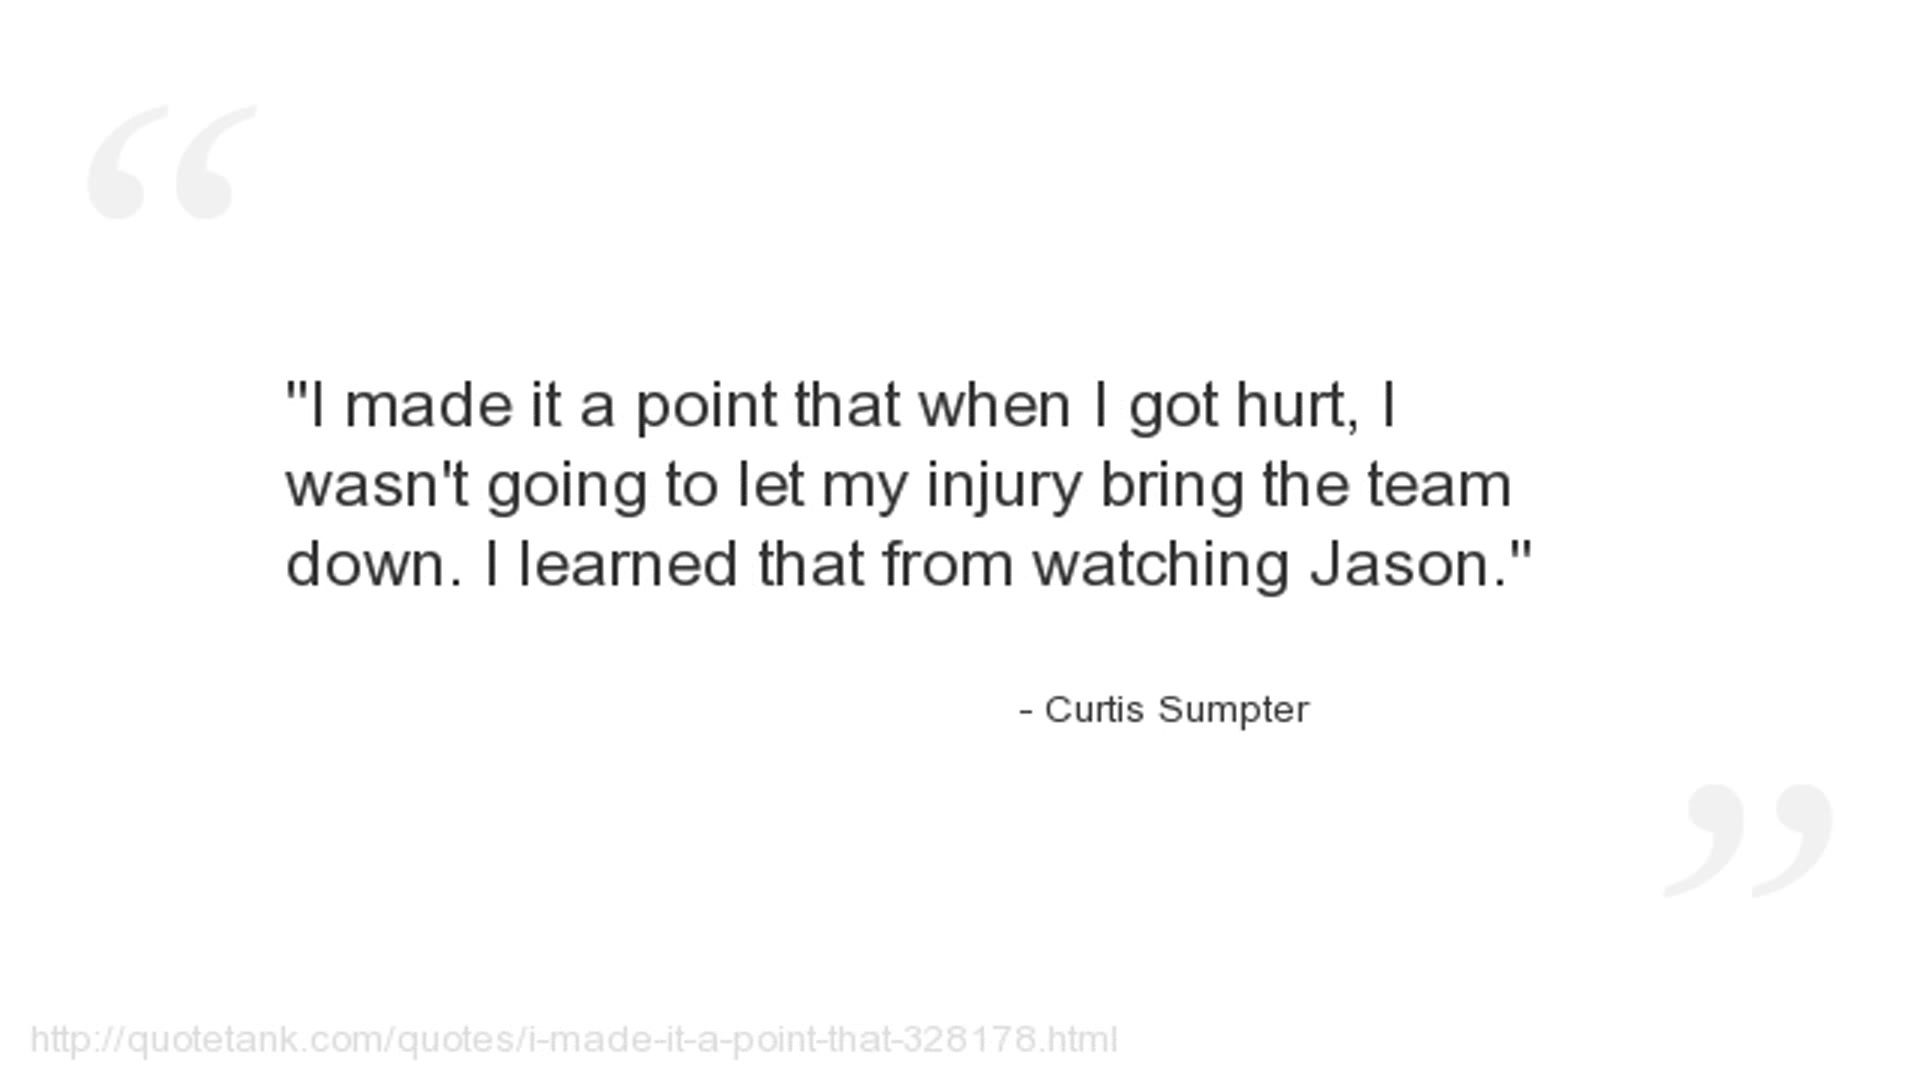 "I made it a point that when I got hurt, I
wasn't going to let my injury bring the team
down. I learned that from watching Jason."
- Curtis Sumpter
http://quotetank.com/quotes/i-made-it-a-point-that-328178.html